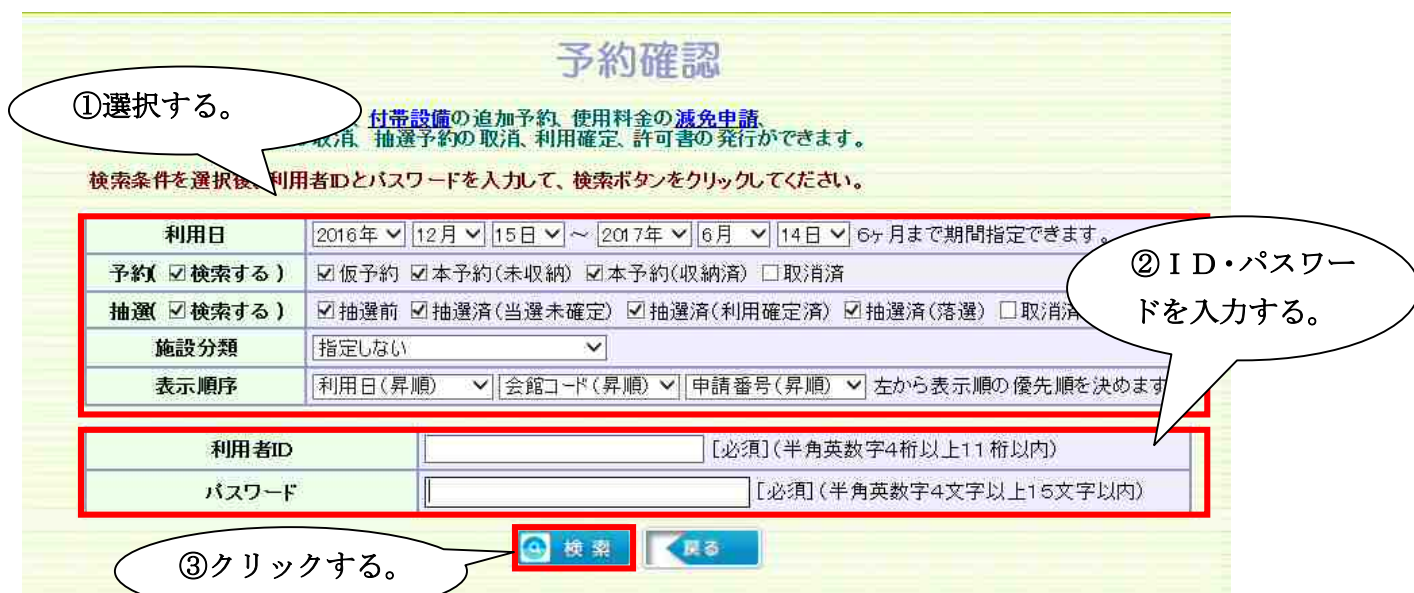 予約確認
①選択する。
、付帯設備の追加予約、使用料金の減免申請、
取消、抽選予約の取消、利用確定、許可書の発行ができます。
検索条件を選択後、利用者IDとパスワードを入力して、検索ボタンをクリックしてください。
利用日 2016年 12月 15日 ～ 2017年 6月 14日 6ヶ月まで期間指定できます。
予約( ☑検索する ) ☑仮予約 ☑本予約(未収納) ☑本予約(収納済) □取消済
抽選( ☑検索する ) ☑抽選前 ☑抽選済(当選未確定) ☑抽選済(利用確定済) ☑抽選済(落選) □取消済
施設分類 指定しない
表示順序 利用日(昇順) 会館コード(昇順) 申請番号(昇順) 左から表示順の優先順を決めます
②ＩＤ・パスワー
ドを入力する。
利用者ID [必須](半角英数字4桁以上11桁以内)
パスワード [必須](半角英数字4文字以上15文字以内)
検索 戻る
③クリックする。